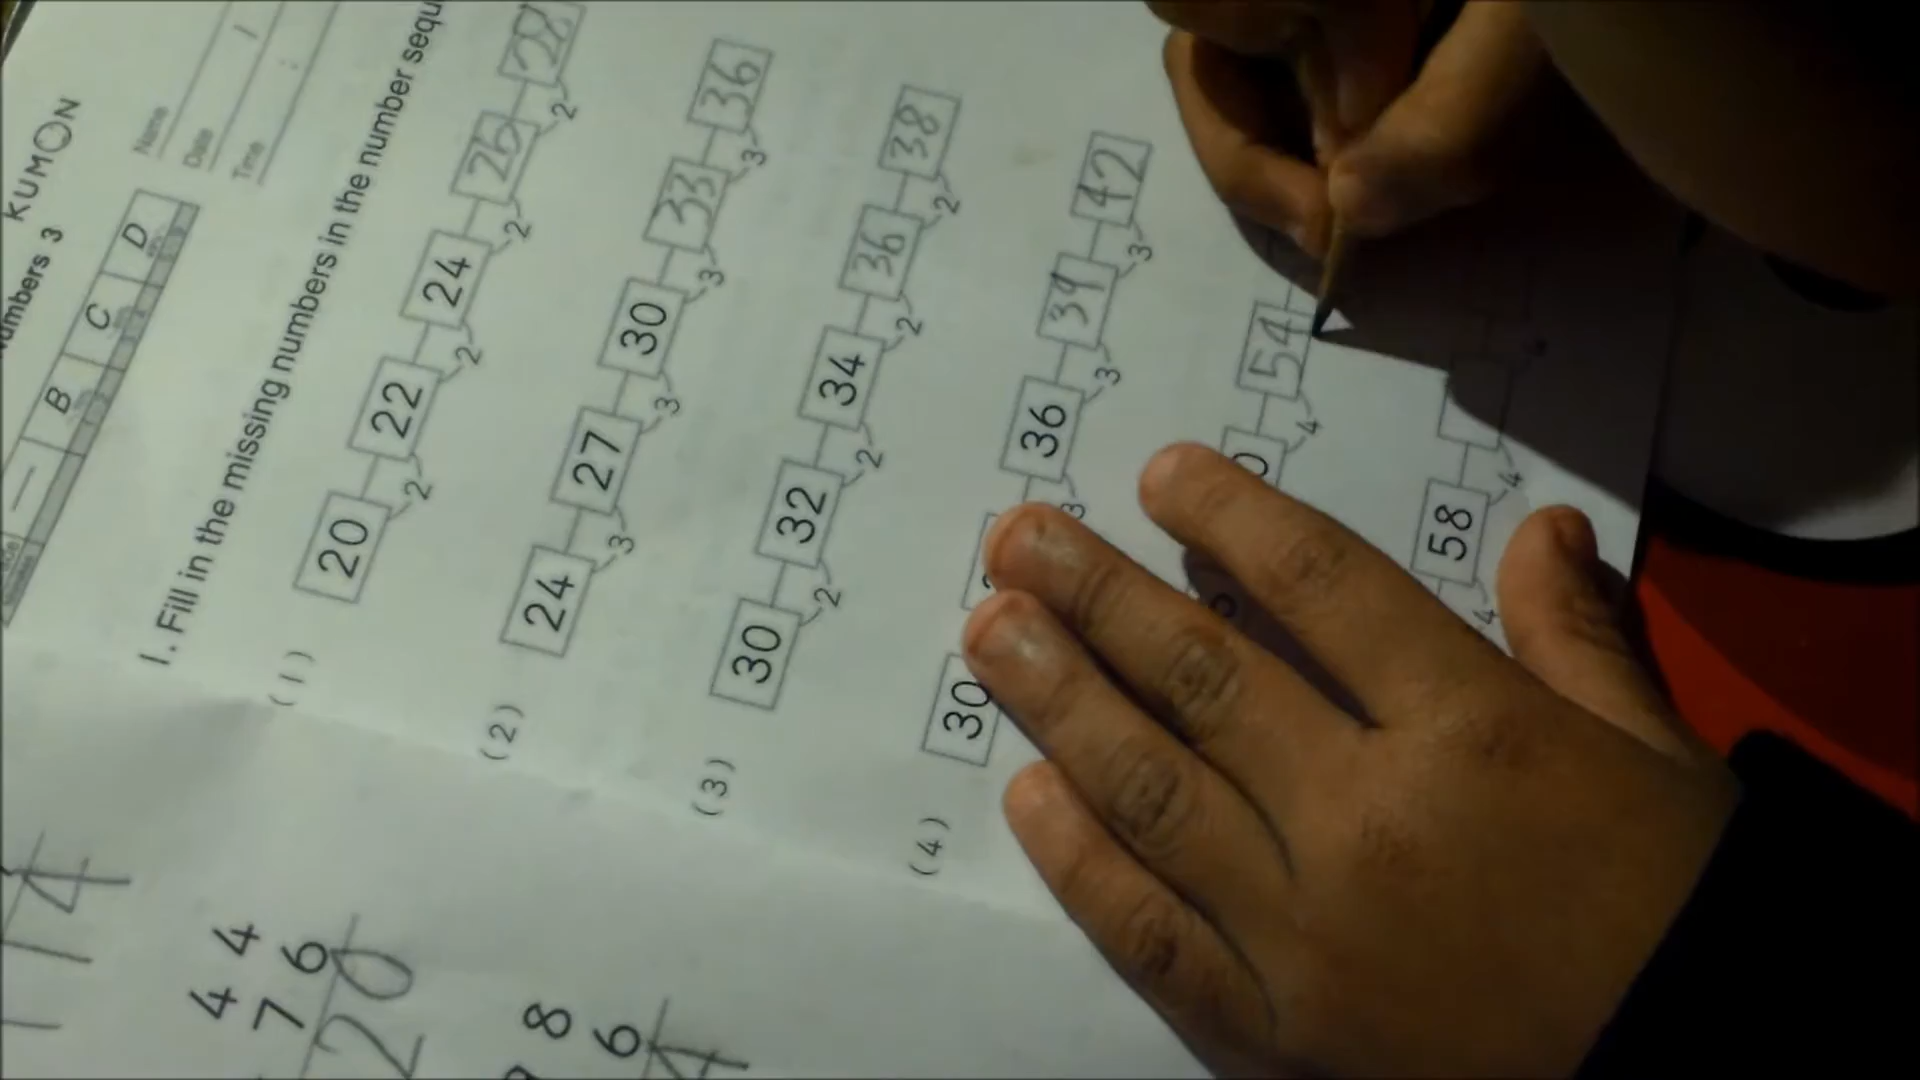 umbers 3 KUMON
B C D
Name
Date /
Time :
1. Fill in the missing numbers in the number sequ
(1) 20 22 24 26 28
2 2 2 2
(2) 24 27 30 33 36
3 3 3 3
(3) 30 32 34 36 38
2 2 2 2
(4) 30 36 39 42
3 3 3
54
4
58
4 4
4 4
7 6
20
8
6
4